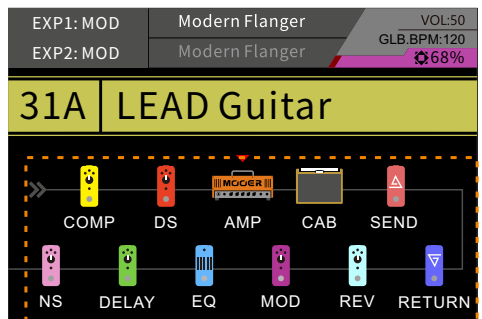 EXP1: MOD
Modern Flanger
VOL:50
EXP2: MOD
Modern Flanger
GLB.BPM:120
68%
31A
LEAD Guitar
MOOER
COMP DS AMP CAB SEND
NS DELAY EQ MOD REV RETURN